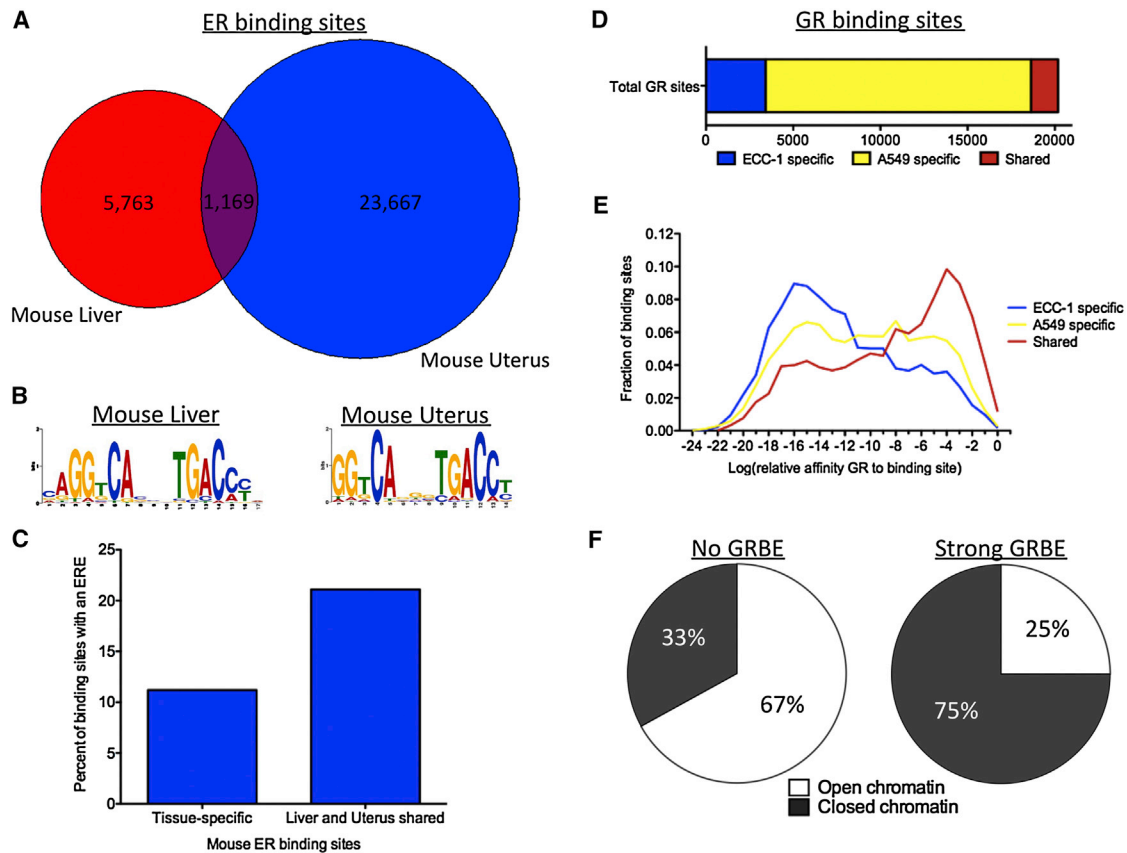 A
ER binding sites
5,763
1,169
23,667
Mouse Liver
Mouse Uterus
B
Mouse Liver
Mouse Uterus
C
Percent of binding sites with an ERE
25
20
15
10
5
0
Tissue-specific
Liver and Uterus shared
Mouse ER binding sites
D
GR binding sites
Total GR sites
0 5000 10000 15000 20000
ECC-1 specific A549 specific Shared
E
Fraction of binding sites
0.12
0.10
0.08
0.06
0.04
0.02
0.00
-24 -22 -20 -18 -16 -14 -12 -10 -8 -6 -4 -2 0
Log(relative affinity GR to binding site)
ECC-1 specific
A549 specific
Shared
F
No GRBE
Strong GRBE
33%
67%
25%
75%
Open chromatin
Closed chromatin